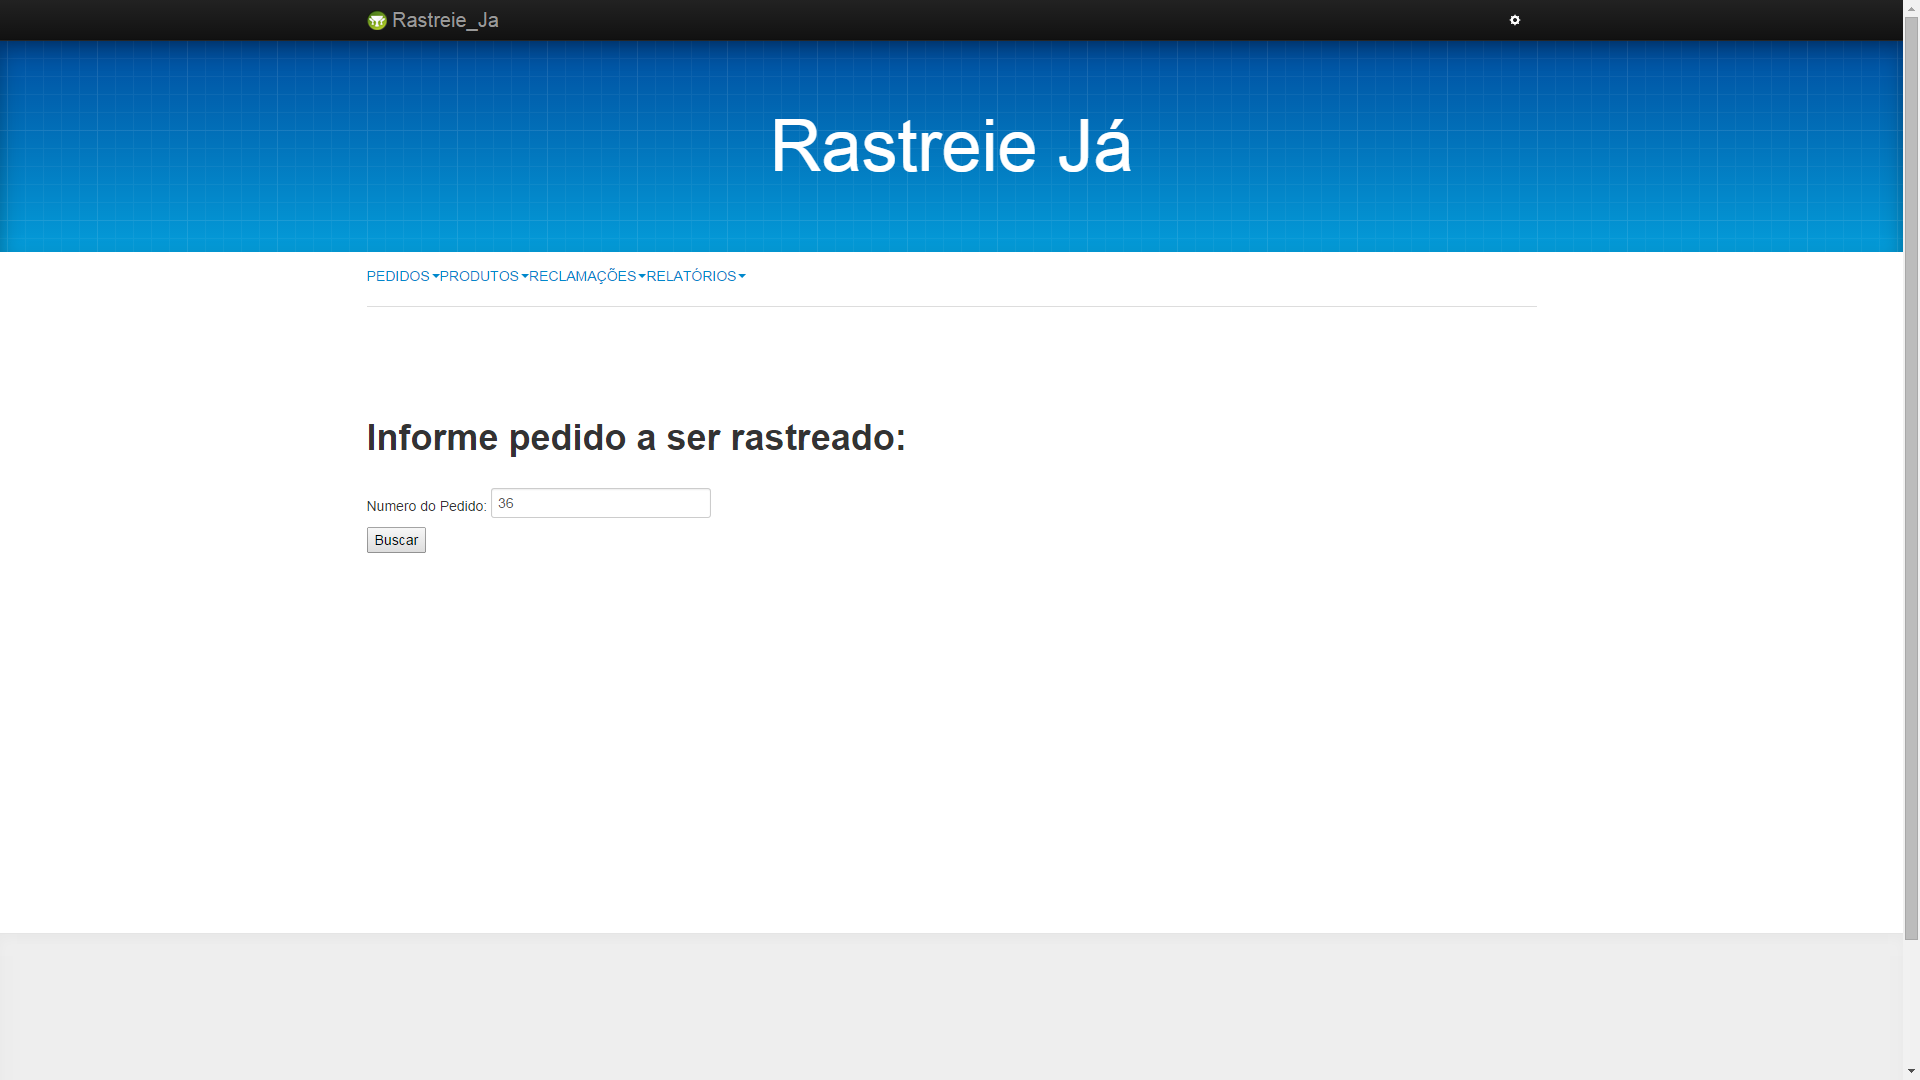 Rastreie_Ja
Rastreie Já
PEDIDOS PRODUTOS RECLAMAÇÕES RELATÓRIOS
Informe pedido a ser rastreado:
Numero do Pedido: 36
Buscar